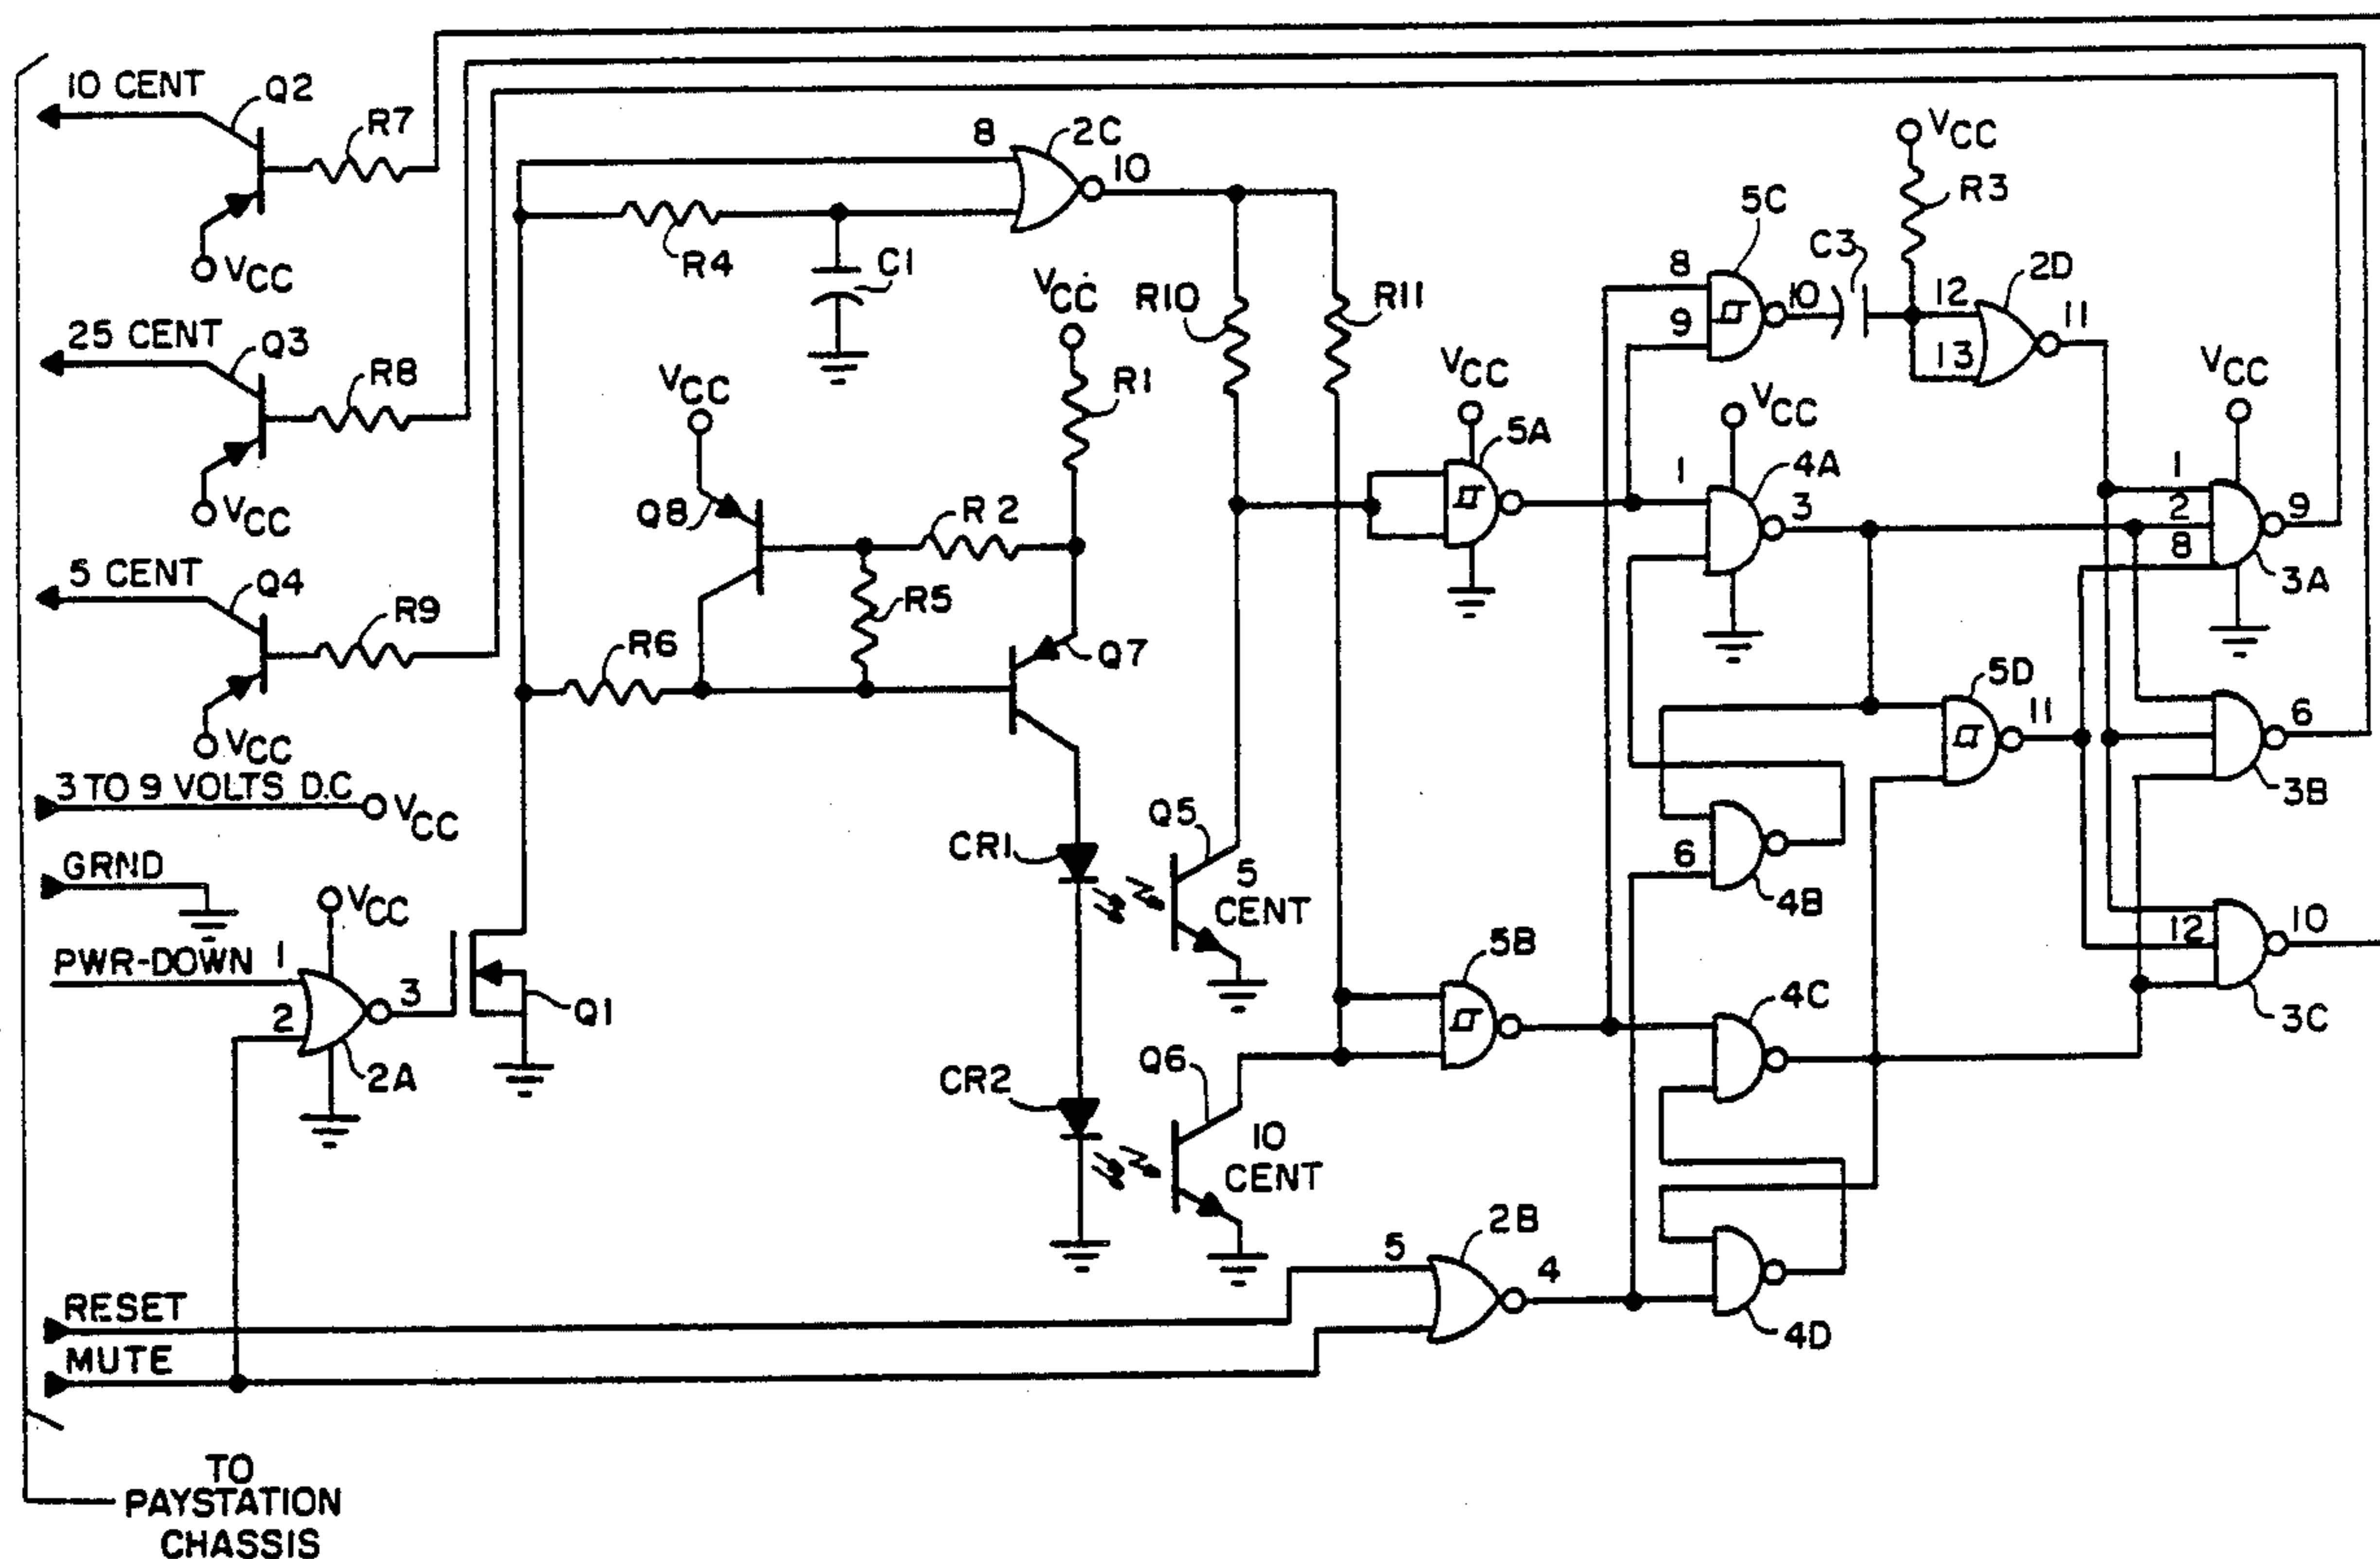 10 CENT
Q2
R7
VCC
25 CENT
Q3
R8
VCC
5 CENT
Q4
R9
VCC
3 TO 9 VOLTS D.C
VCC
GRND
PWR-DOWN
1
2
VCC
3
2A
Q1
RESET
MUTE
TO
PAYSTATION
CHASSIS
8
2C
10
R4
C1
VCC
R1
VCC
Q8
R2
R5
R6
Q7
CR1
CR2
Q5
5
CENT
Q6
10
CENT
R10
R11
VCC
5A
5B
5
2B
4
5C
8
9
10
C3
VCC
R3
12
13
2D
11
VCC
1
4A
3
6
4B
4C
4D
5D
11
VCC
1
2
8
9
3A
6
3B
12
10
3C